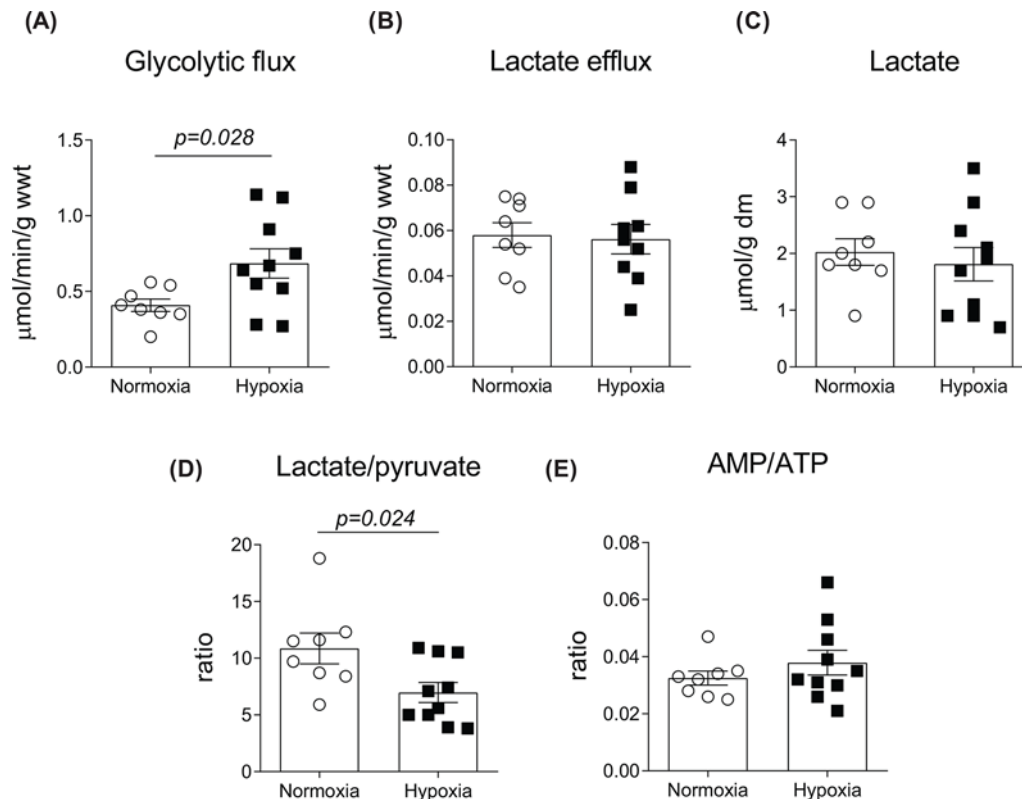 (A)
Glycolytic flux
μmol/min/g wwt
1.5
1.0
0.5
0.0
p=0.028
Normoxia
Hypoxia
(B)
Lactate efflux
μmol/min/g wwt
0.10
0.08
0.06
0.04
0.02
0.00
Normoxia
Hypoxia
(C)
Lactate
μmol/g dm
4
3
2
1
0
Normoxia
Hypoxia
(D)
Lactate/pyruvate
p=0.024
ratio
20
15
10
5
0
Normoxia
Hypoxia
(E)
AMP/ATP
ratio
0.08
0.06
0.04
0.02
0.00
Normoxia
Hypoxia